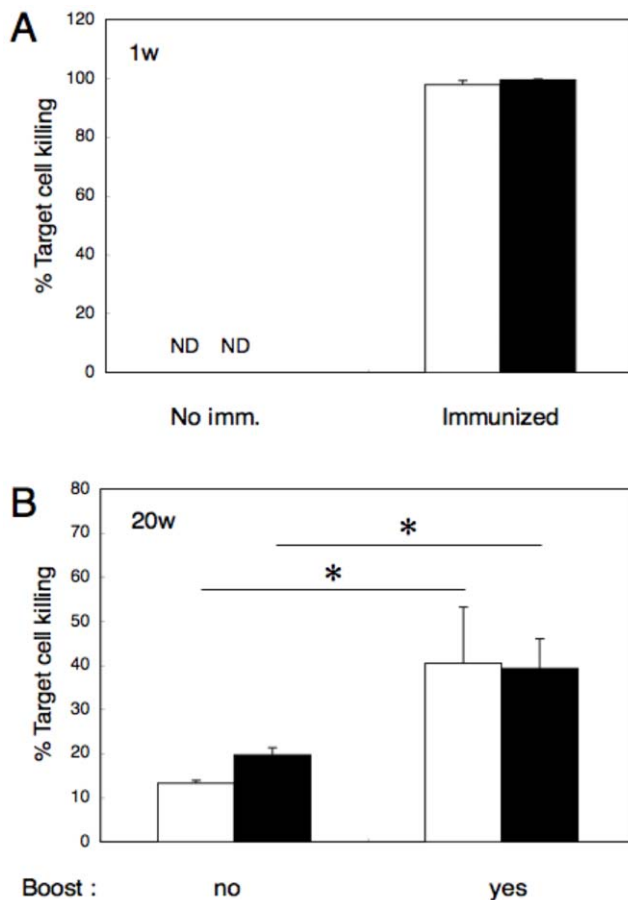 A
1w
% Target cell killing
120
100
80
60
40
20
0
ND ND
No imm. Immunized
B
20w
% Target cell killing
80
70
60
50
40
30
20
10
0
*
*
Boost : no yes